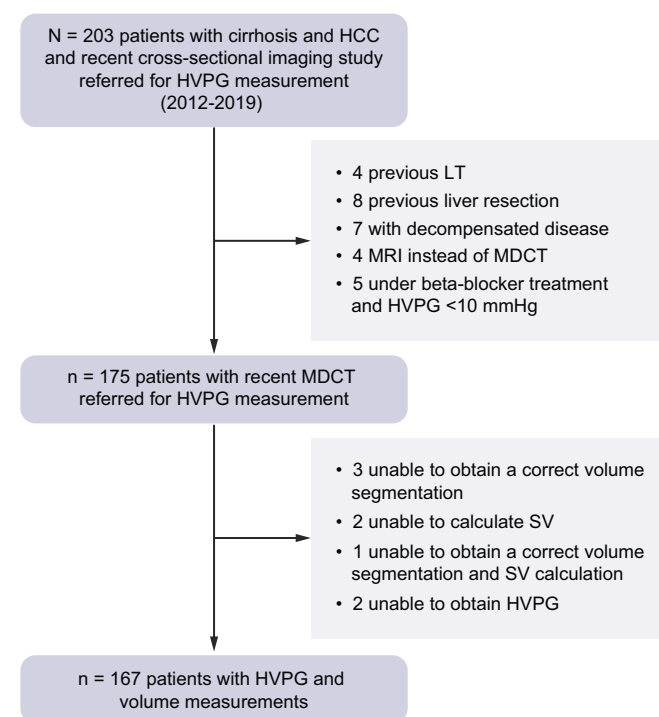 N = 203 patients with cirrhosis and HCC
and recent cross-sectional imaging study
referred for HVPG measurement
(2012-2019)
• 4 previous LT
• 8 previous liver resection
• 7 with decompensated disease
• 4 MRI instead of MDCT
• 5 under beta-blocker treatment
and HVPG <10 mmHg
n = 175 patients with recent MDCT
referred for HVPG measurement
• 3 unable to obtain a correct volume
segmentation
• 2 unable to calculate SV
• 1 unable to obtain a correct volume
segmentation and SV calculation
• 2 unable to obtain HVPG
n = 167 patients with HVPG and
volume measurements